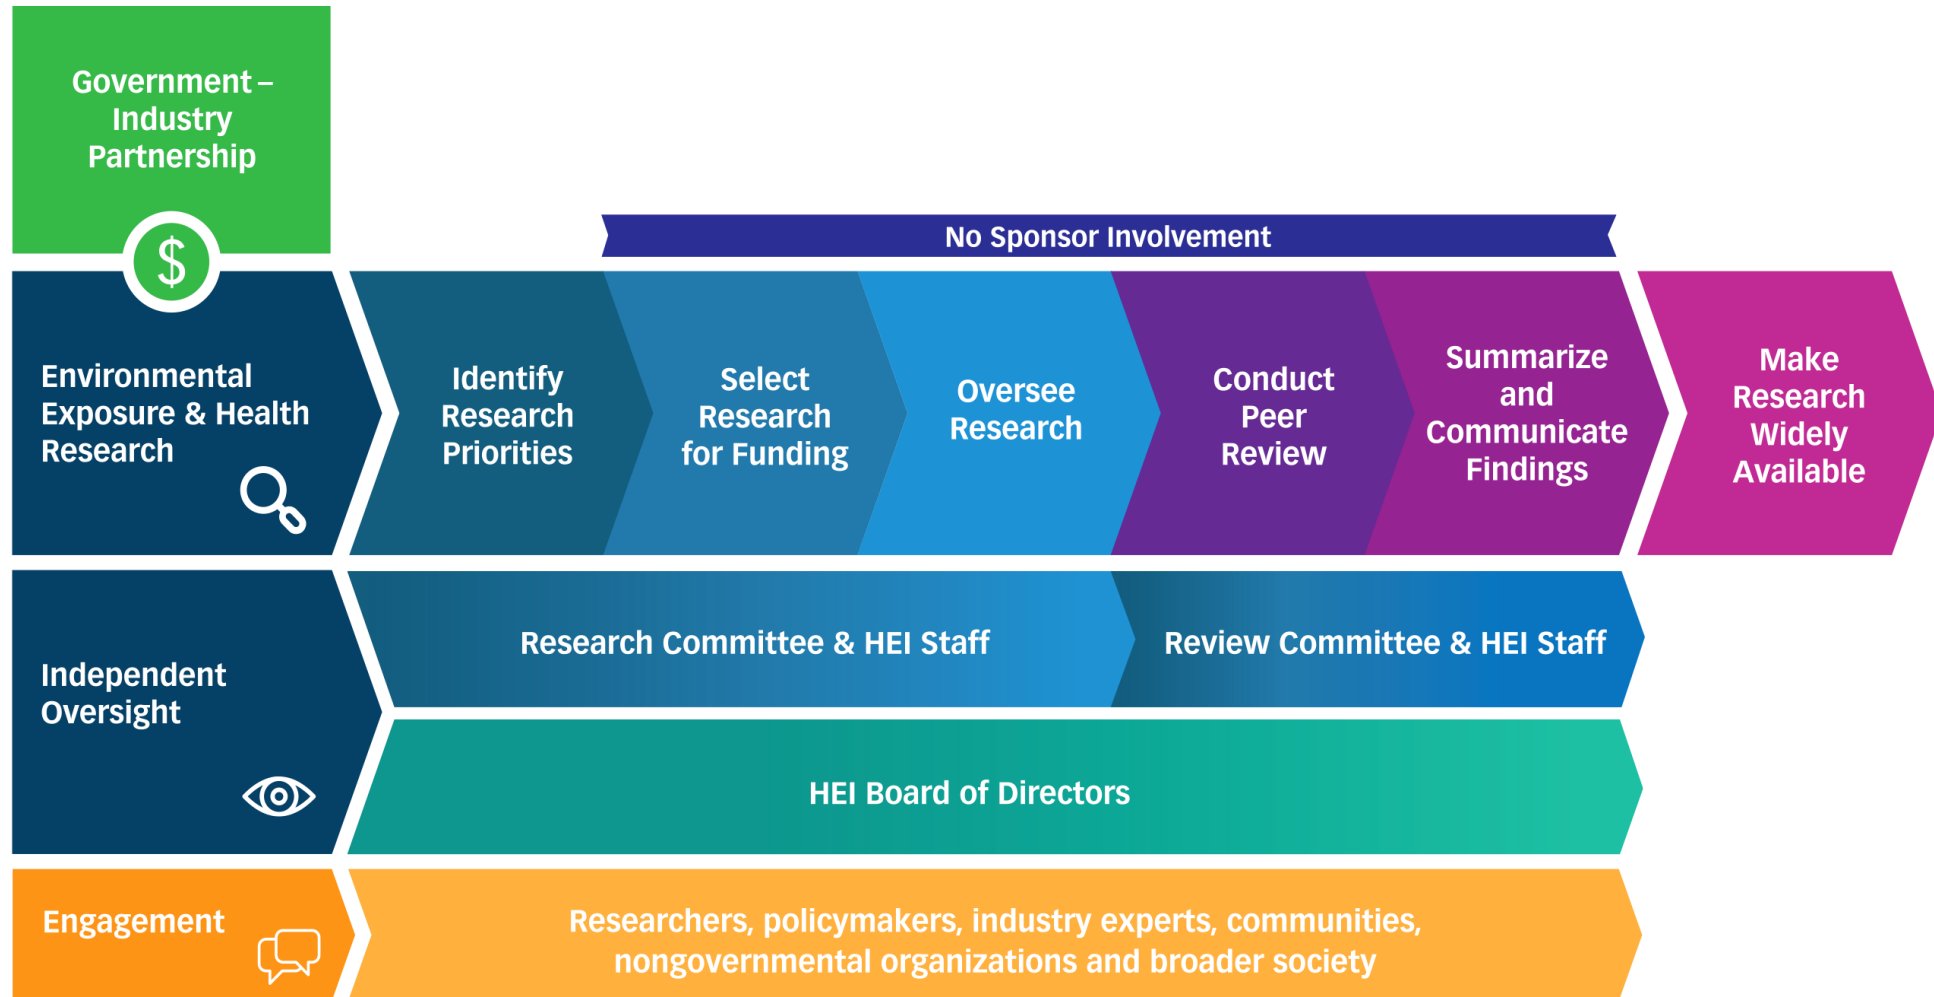 Government –
Industry
Partnership
$
No Sponsor Involvement
Environmental
Exposure & Health
Research
Identify
Research
Priorities
Select
Research
for Funding
Oversee
Research
Conduct
Peer
Review
Summarize
and
Communicate
Findings
Make
Research
Widely
Available
Independent
Oversight
Research Committee & HEI Staff
Review Committee & HEI Staff
HEI Board of Directors
Engagement
Researchers, policymakers, industry experts, communities,
nongovernmental organizations and broader society